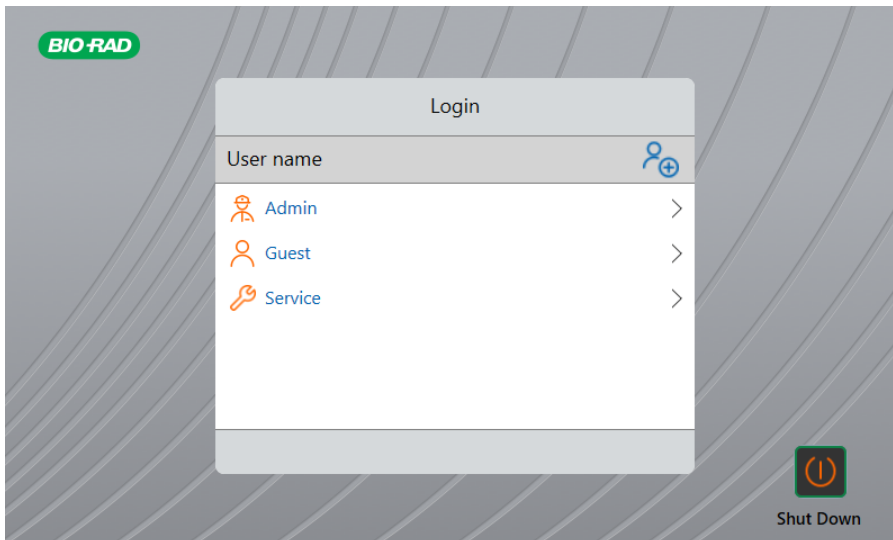 BIO-RAD
Login
User name
Admin
Guest
Service
Shut Down